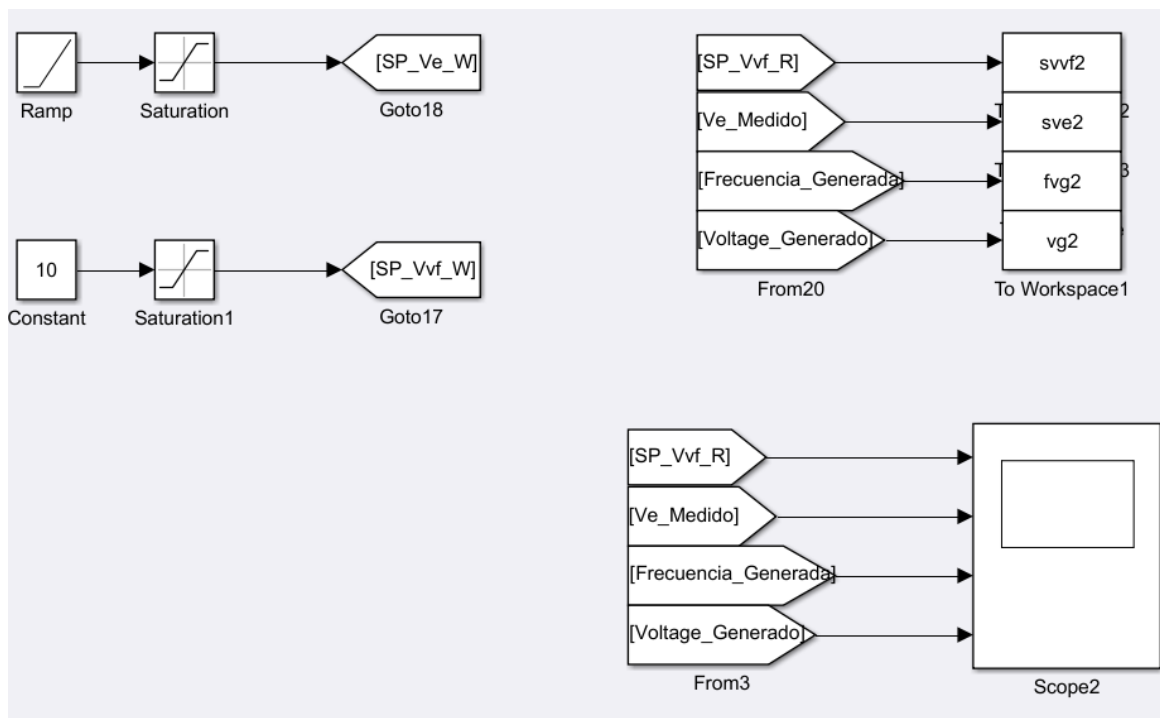 [SP_Ve_W]
Ramp
Saturation
Goto18
10
[SP_Vvf_W]
Constant
Saturation1
Goto17
[SP_Vvf_R]
svvf2
[Ve_Medido]
sve2
[Frecuencia_Generada]
fvg2
[Voltage_Generado]
vg2
From20
To Workspace1
[SP_Vvf_R]
[Ve_Medido]
[Frecuencia_Generada]
[Voltage_Generado]
From3
Scope2